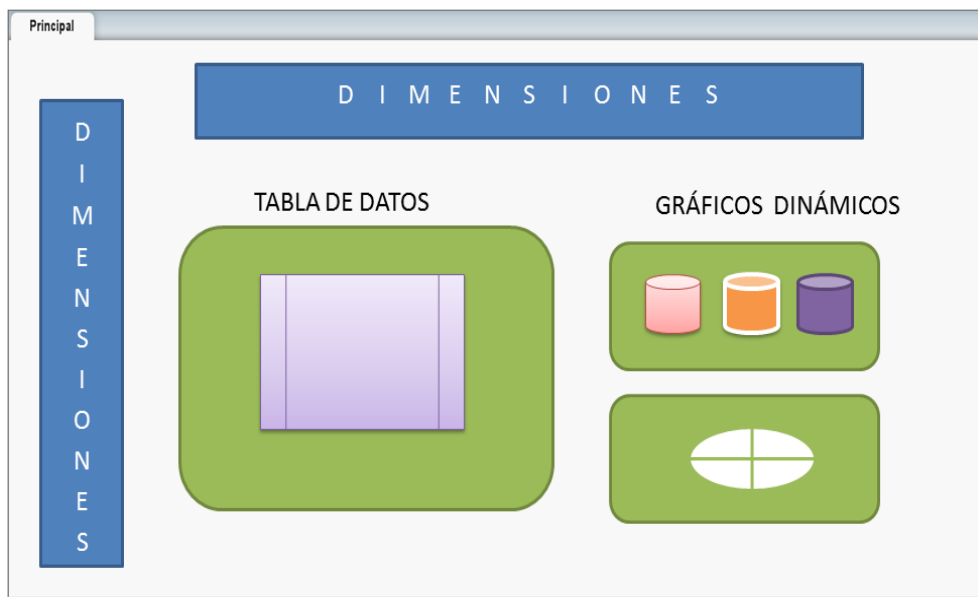 Principal
D I M E N S I O N E S
D
I
M
E
N
S
I
O
N
E
S
TABLA DE DATOS
GRÁFICOS DINÁMICOS